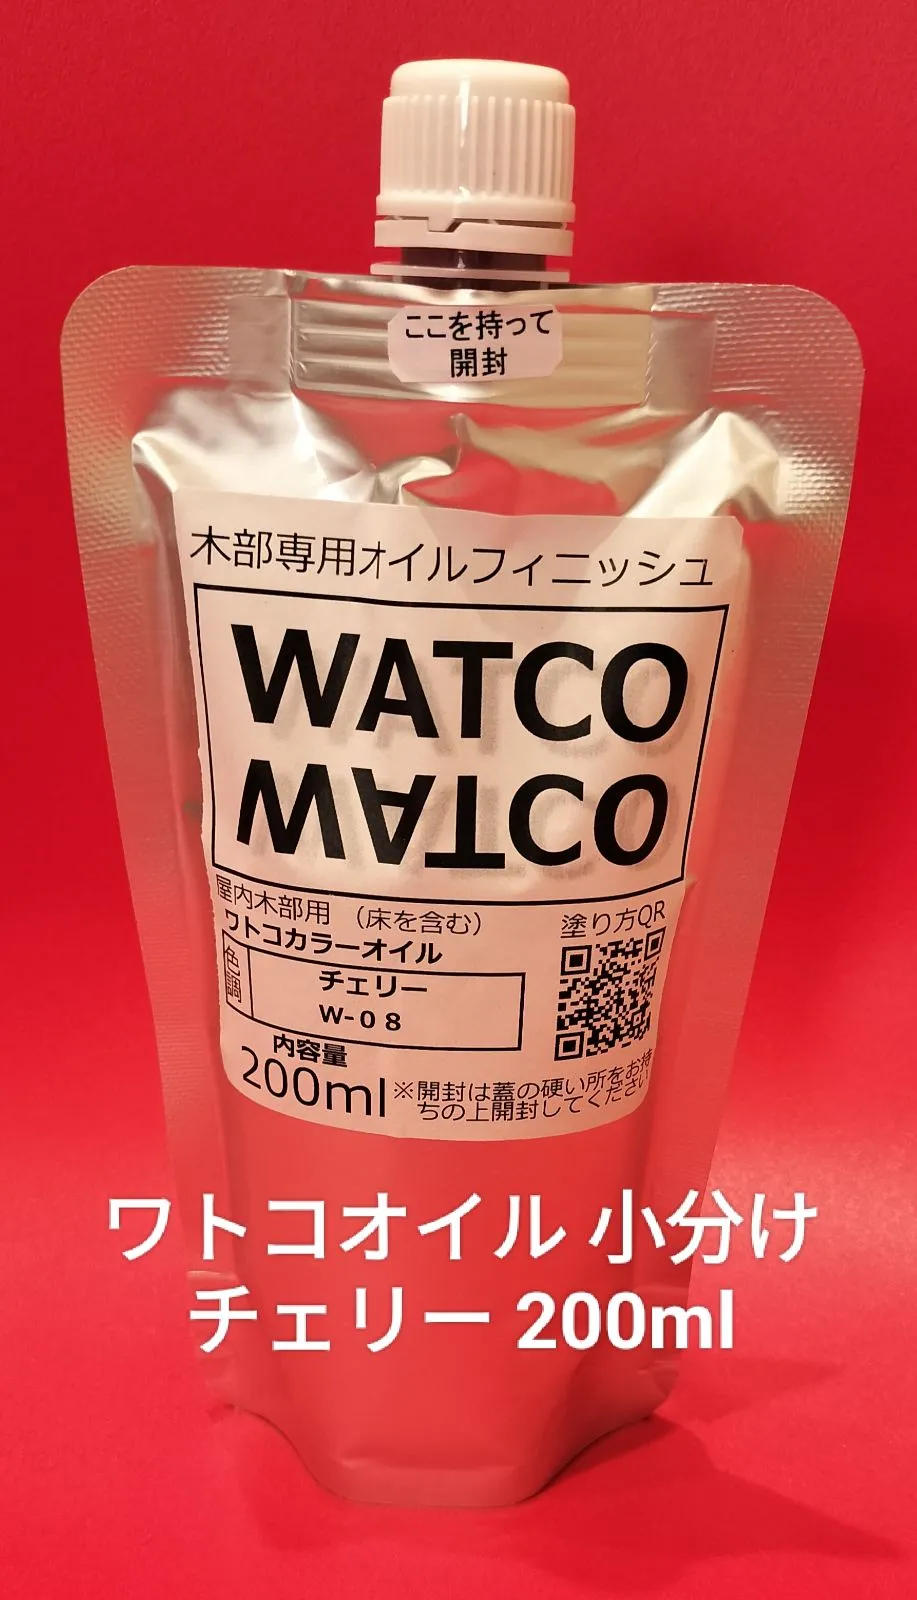 ここを持って
開封
木部専用オイルフィニッシュ
WATCO
WATCO
屋内木部用 (床を含む)
ワトコカラーオイル
塗り方QR
色調
チェリー
W-08
内容量
200ml
※開封は蓋の硬い所をお持
ちの上開封してください
ワトコオイル 小分け
チェリー 200ml